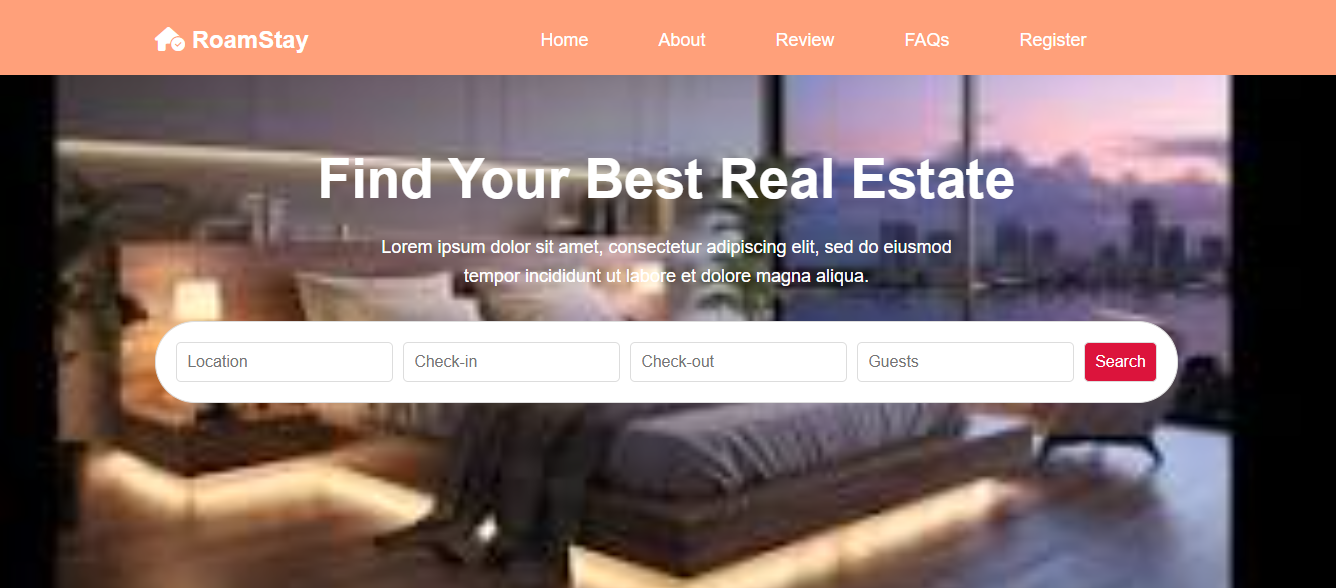 RoamStay
Home
About
Review
FAQs
Register
Find Your Best Real Estate
Lorem ipsum dolor sit amet, consectetur adipiscing elit, sed do eiusmod
tempor incididunt ut labore et dolore magna aliqua.
Location
Check-in
Check-out
Guests
Search